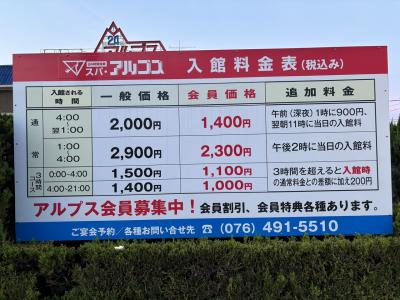 20
アルプス
スパ・アルプス
入館料金表(税込み)
入館される時間
一般価格
会員価格
追加料金
通常
4:00～翌1:00
2,000円
1,400円
午前(深夜)1時に900円、
翌朝11時に当日の入館料
1:00～4:00
2,900円
2,300円
午後2時に当日の入館料
3時間コース
0:00-4:00
1,500円
1,100円
4:00-21:00
1,400円
1,000円
3時間を超えると入館時
の通常料金との差額に加え200円
アルプス会員募集中！会員割引、会員特典各種あります。
ご宴会予約/各種お問い合せ先 ☎(076)491-5510